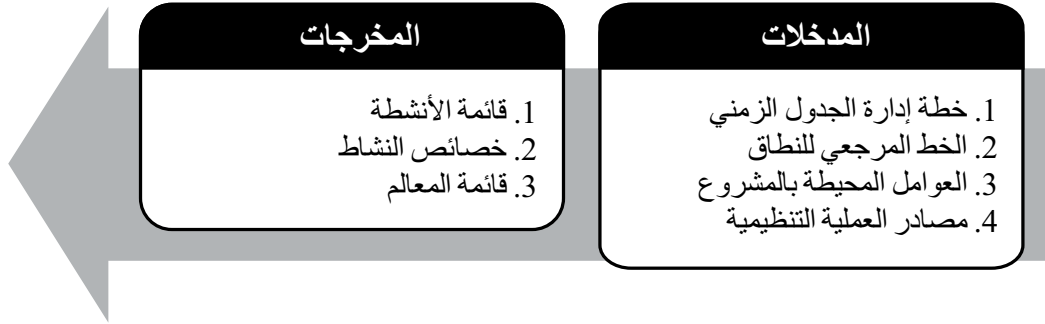 المدخلات
1. خطة إدارة الجدول الزمني
2. الخط المرجعي للنطاق
3. العوامل المحيطة بالمشروع
4. مصادر العملية التنظيمية
المخرجات
1. قائمة الأنشطة
2. خصائص النشاط
3. قائمة المعالم